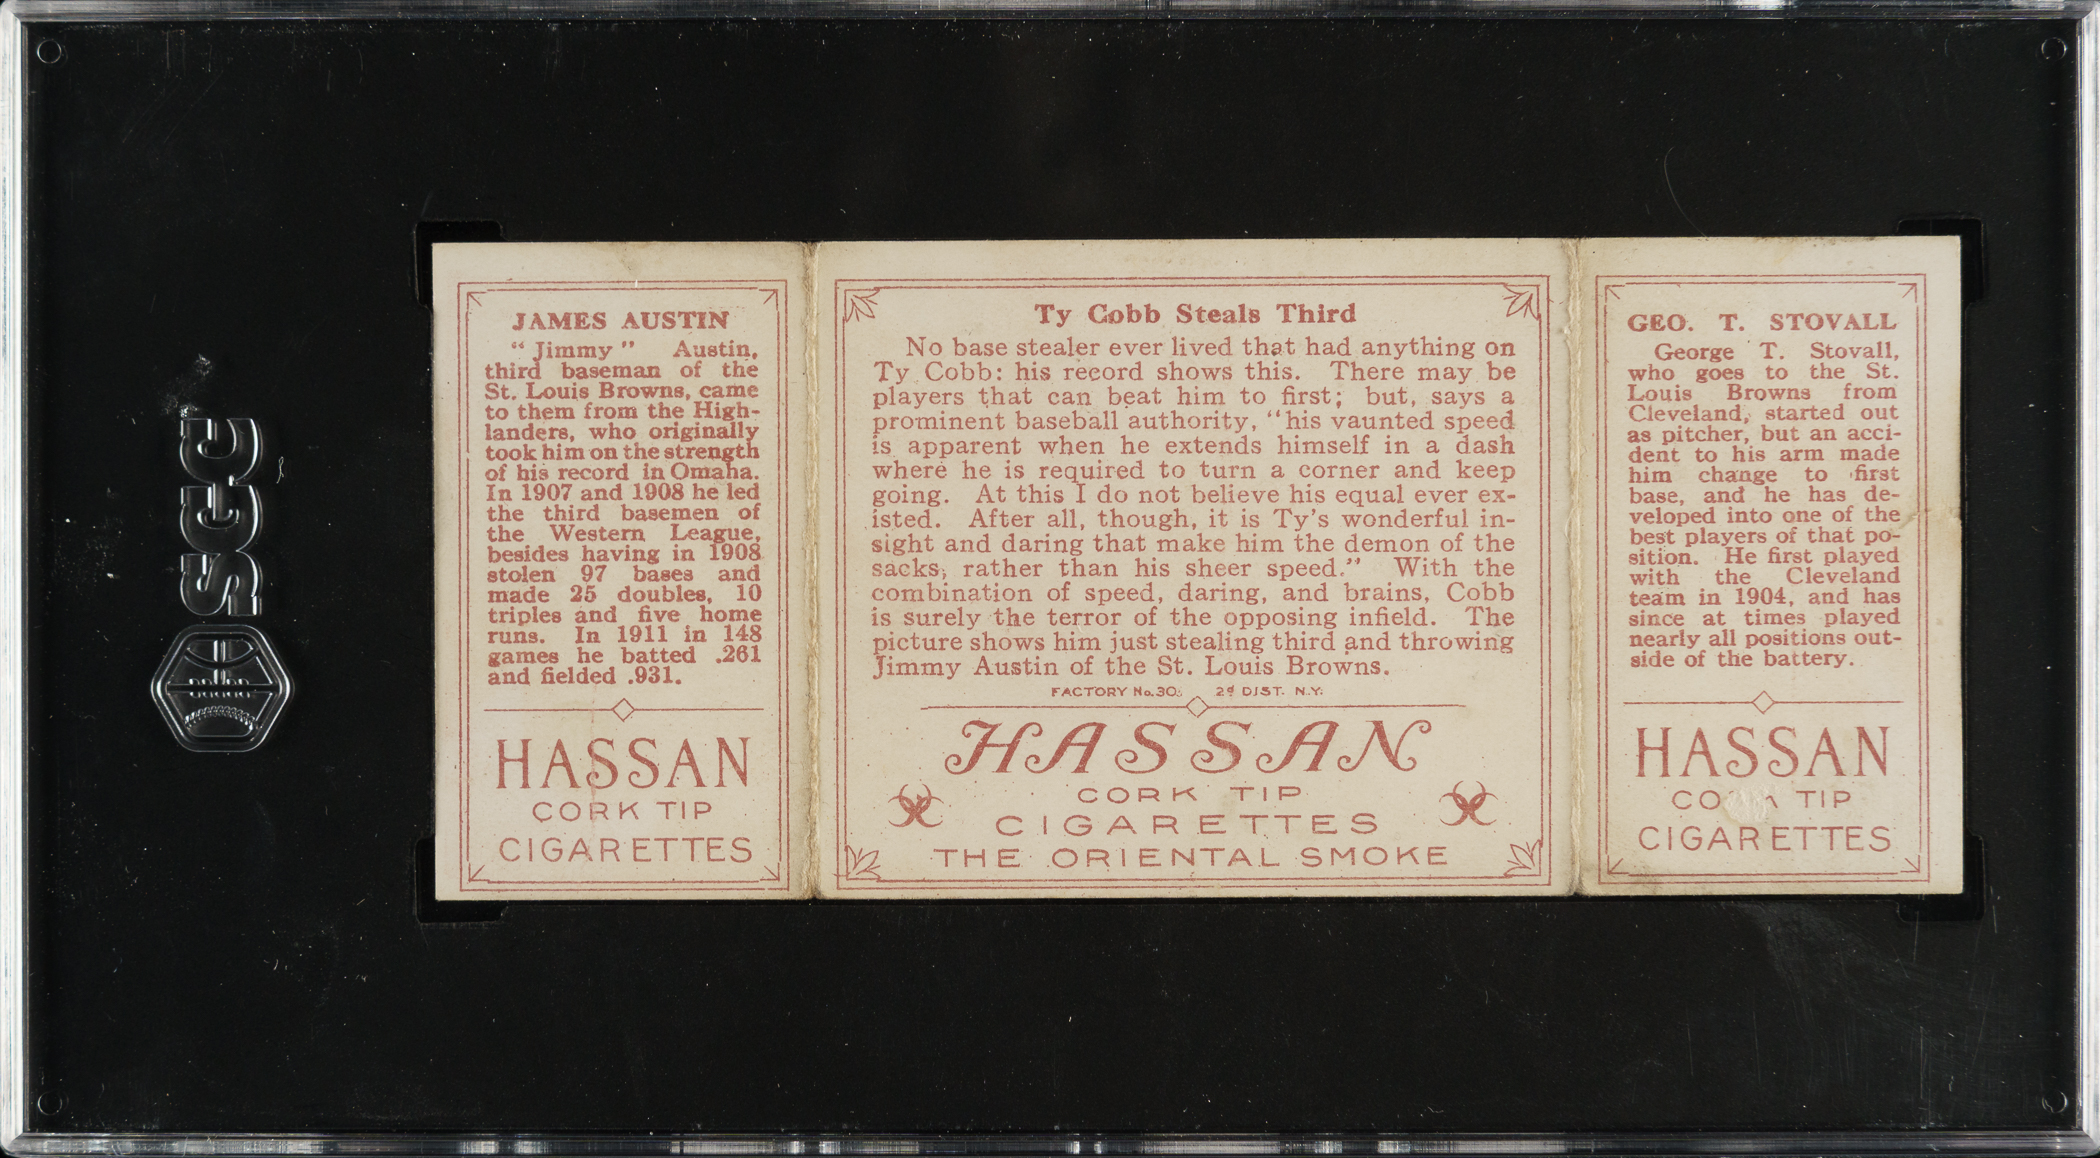 SGC
JAMES AUSTIN
"Jimmy" Austin,
third baseman of the
St. Louis Browns, came
to them from the High-
landers, who originally
took him on the strength
of his record in Omaha.
In 1907 and 1908 he led
the third basemen of
the Western League,
besides having in 1908
stolen 97 bases and
made 25 doubles, 10
triples and five home
runs. In 1911 in 148
games he batted .261
and fielded .931.
HASSAN
CORK TIP
CIGARETTES
Ty Cobb Steals Third
No base stealer ever lived that had anything on
Ty Cobb: his record shows this. There may be
players that can beat him to first; but, says a
prominent baseball authority, "his vaunted speed
is apparent when he extends himself in a dash
where he is required to turn a corner and keep
going. At this I do not believe his equal ever ex-
isted. After all, though, it is Ty's wonderful in-
sight and daring that make him the demon of the
sacks, rather than his sheer speed." With the
combination of speed, daring, and brains, Cobb
is surely the terror of the opposing infield. The
picture shows him just stealing third and throwing
Jimmy Austin of the St. Louis Browns.
FACTORY No. 30. 2d DIST. N.Y.
HASSAN
CORK TIP
CIGARETTES
THE ORIENTAL SMOKE
GEO. T. STOVALL
George T. Stovall,
who goes to the St.
Louis Browns from
Cleveland, started out
as pitcher, but an acci-
dent to his arm made
him change to first
base, and he has de-
veloped into one of the
best players of that po-
sition. He first played
with the Cleveland
team in 1904, and has
since at times played
nearly all positions out-
side of the battery.
HASSAN
TIP
CIGARETTES